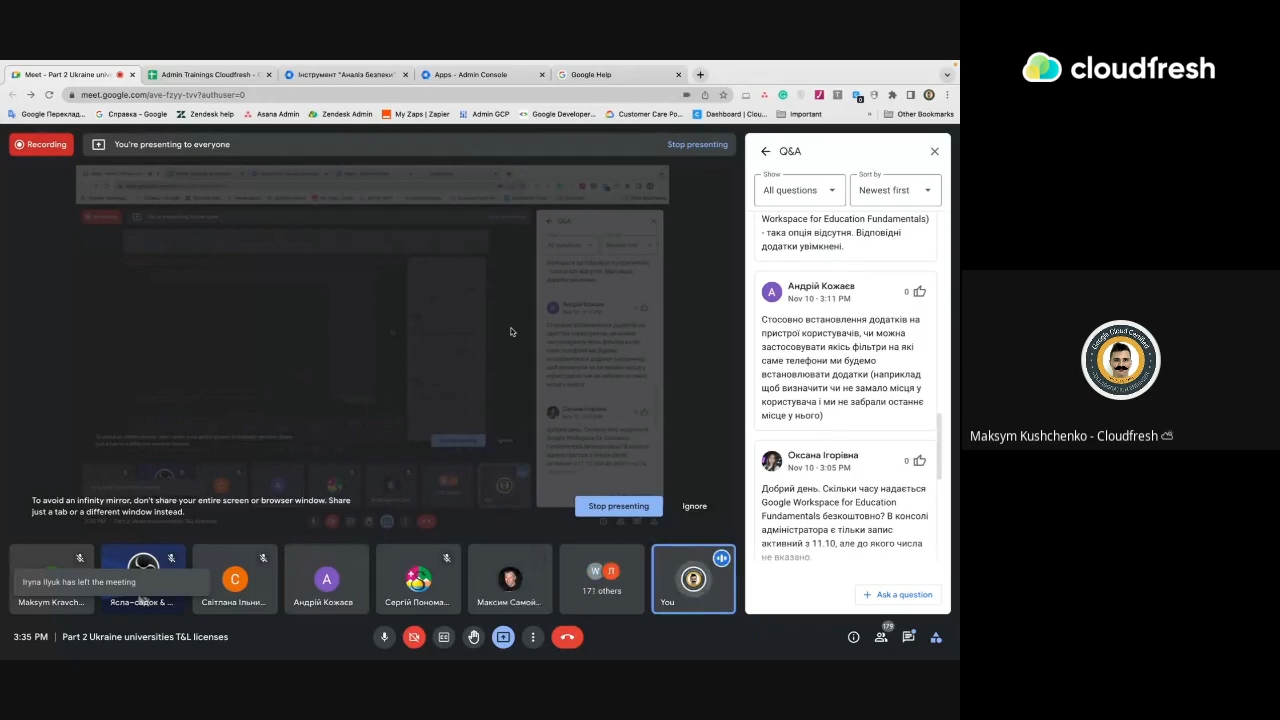 cloudfresh
Meet - Part 2 Ukraine univ
Admin Trainings Cloudfresh - C
Інструмент "Аналіз безпеки"
Apps - Admin Console
Google Help
meet.google.com/ave-fzyy-tvv?authuser=0
Google Переклад...
Справка - Google
Zendesk help
Asana Admin
Zendesk Admin
My Zaps | Zapier
Admin GCP
Google Developer...
Customer Care Po...
Dashboard | Clou...
Important
»
Other Bookmarks
Recording
You're presenting to everyone
Stop presenting
Q&A
Show
All questions
Sort by
Newest first
Workspace for Education Fundamentals)
- така опція відсутня. Відповідні
додатки увімкнені.
А
Андрій Кожаєв
Nov 10 · 3:11 PM
0
Стосовно встановлення додатків на
пристрої користувачів, чи можна
застосовувати якісь фільтри на які
саме телефони ми будемо
встановлювати додатки (наприклад
щоб визначити чи не замало місця у
користувача і ми не забрали останнє
місце у нього)
Оксана Ігорівна
Nov 10 · 3:05 PM
0
Добрий день. Скільки часу надається
Google Workspace for Education
Fundamentals безкоштовно? В консолі
адміністратора є тільки запис
активний з 11.10, але до якого числа
не вказано.
Ask a question
To avoid an infinity mirror, don't share your entire screen or browser window. Share
just a tab or a different window instead.
Stop presenting
Ignore
Iryna Ilyuk has left the meeting
Maksym Kravch...
Ясла-садок & ...
С
Світлана Ільни...
А
Андрій Кожаєв
Сергій Понома...
Максим Самой...
W
Л
171 others
You
3:35 PM | Part 2 Ukraine universities T&L licenses
179
Maksym Kushchenko - Cloudfresh